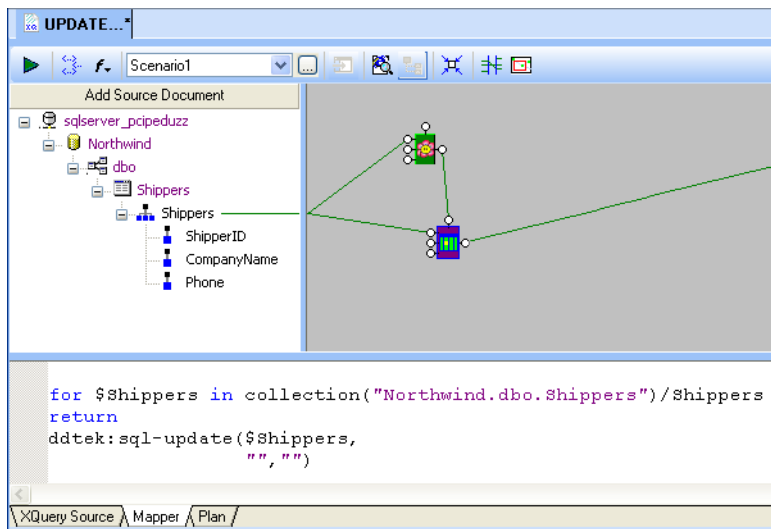 UPDATE...*
Scenario1
...
Add Source Document
sqlserver_pcipeduzz
Northwind
dbo
Shippers
Shippers
ShipperID
CompanyName
Phone
for $Shippers in collection("Northwind.dbo.Shippers")/Shippers
return
ddtek:sql-update($Shippers,
"","")
XQuery Source Mapper Plan